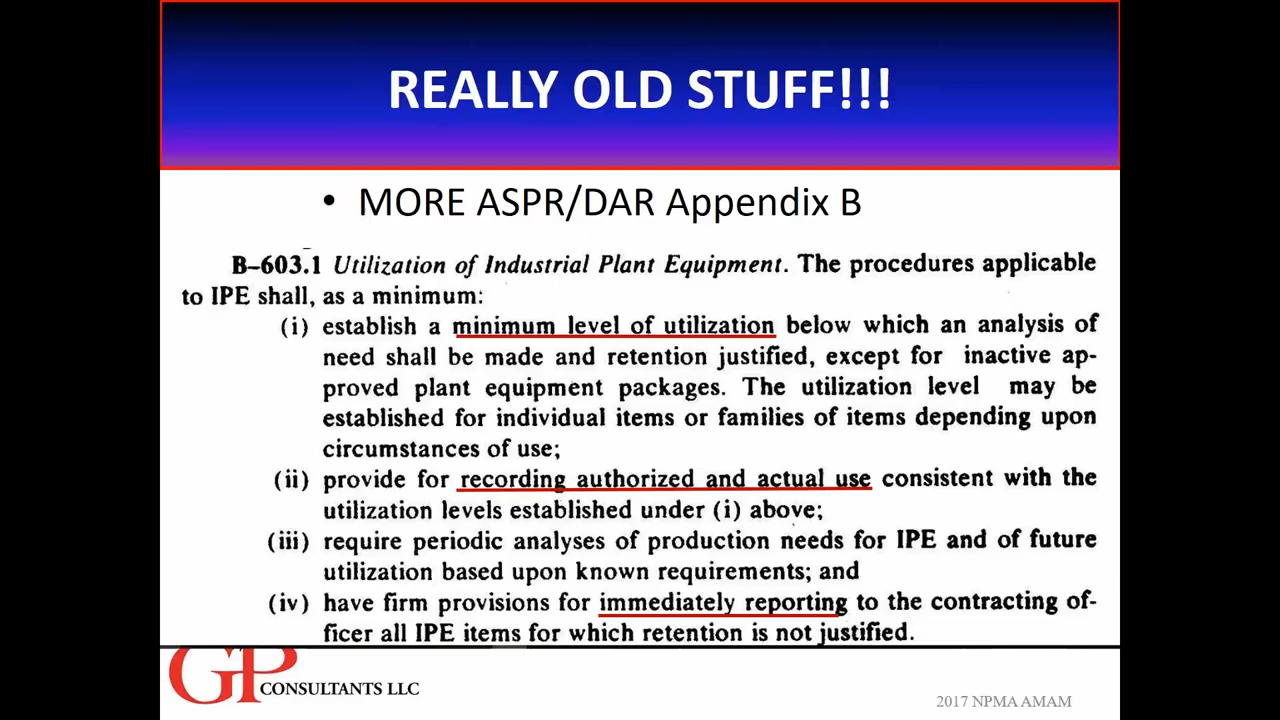 REALLY OLD STUFF!!!
• MORE ASPR/DAR Appendix B
B–603.1 Utilization of Industrial Plant Equipment. The procedures applicable
to IPE shall, as a minimum:
(i) establish a minimum level of utilization below which an analysis of
need shall be made and retention justified, except for inactive ap-
proved plant equipment packages. The utilization level may be
established for individual items or families of items depending upon
circumstances of use;
(ii) provide for recording authorized and actual use consistent with the
utilization levels established under (i) above;
(iii) require periodic analyses of production needs for IPE and of future
utilization based upon known requirements; and
(iv) have firm provisions for immediately reporting to the contracting of-
ficer all IPE items for which retention is not justified.
GP CONSULTANTS LLC
2017 NPMA AMAM